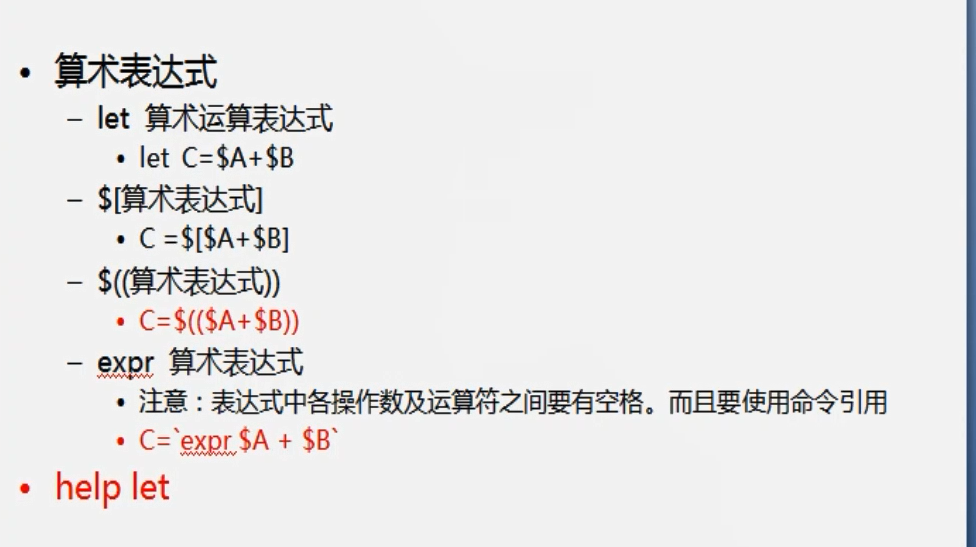 • 算术表达式
– let 算术运算表达式
• let C=$A+$B
– $[算术表达式]
• C =$[$A+$B]
– $((算术表达式))
• C=$(($A+$B))
– expr 算术表达式
• 注意：表达式中各操作数及运算符之间要有空格。而且要使用命令引用
• C=`expr $A + $B`
• help let